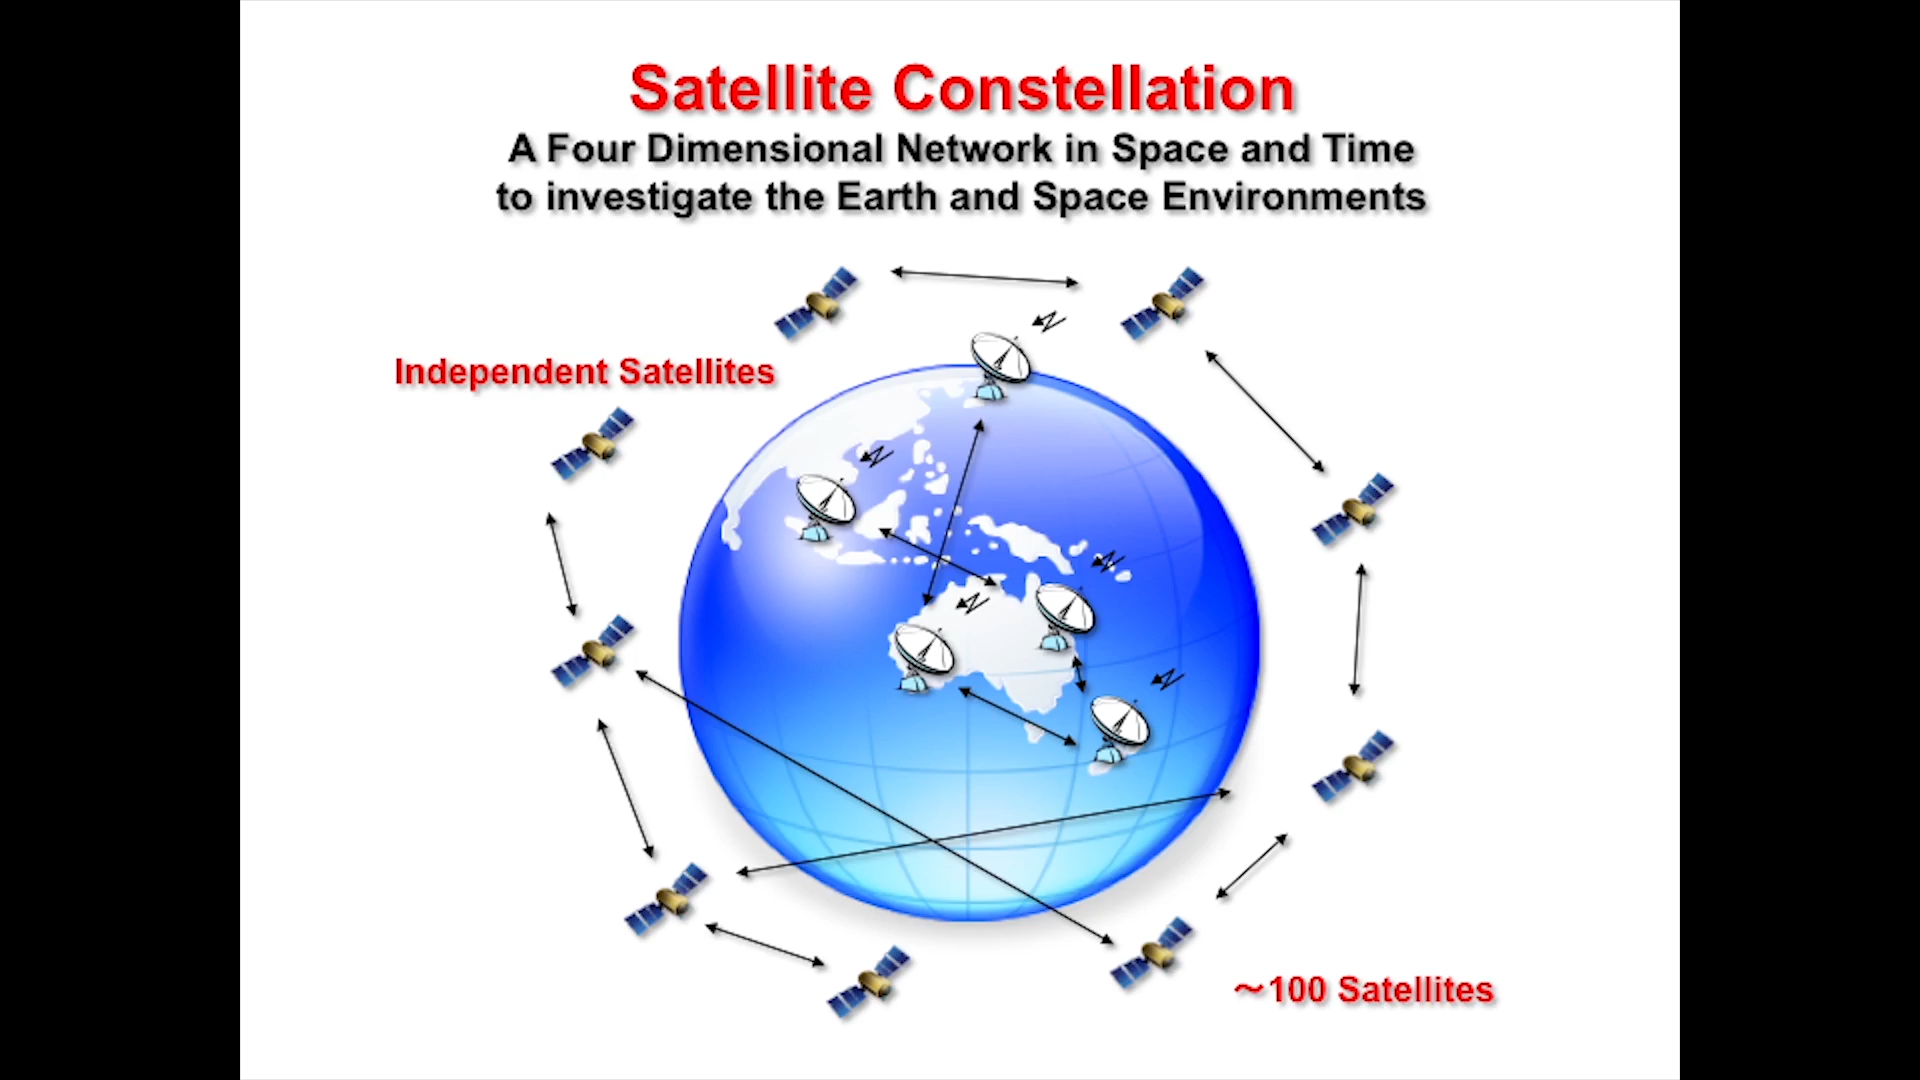 Satellite Constellation
A Four Dimensional Network in Space and Time
to investigate the Earth and Space Environments
Independent Satellites
～100 Satellites